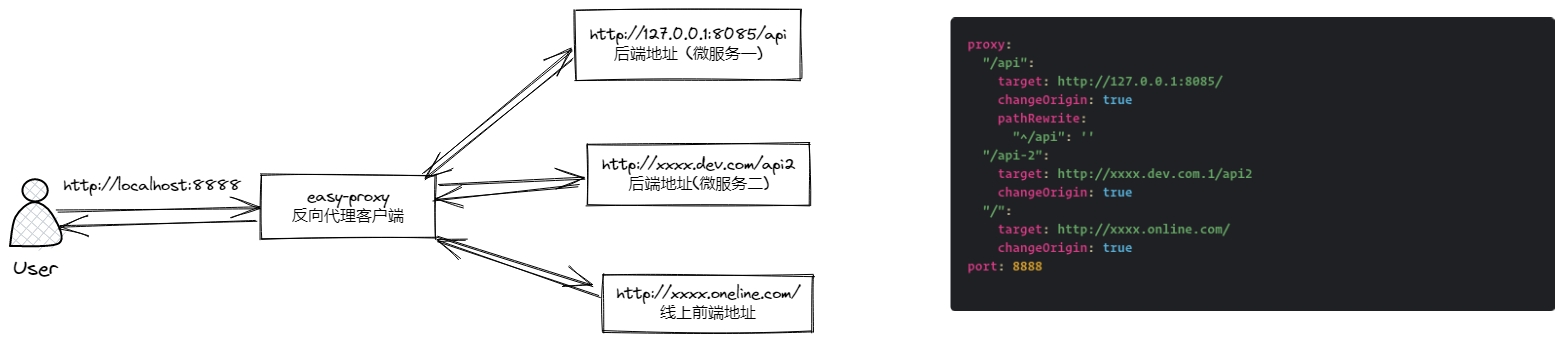 http://127.0.0.1:8085/api
后端地址（微服务一)
http://localhost:8888
easy-proxy
反向代理客户端
http://xxxx.dev.com/api2
后端地址(微服务二)
http://xxxx.oneline.com/
线上前端地址
User
proxy:
"/api":
target: http://127.0.0.1:8085/
changeOrigin: true
pathRewrite:
"^/api": ''
"/api-2":
target: http://xxxx.dev.com.1/api2
changeOrigin: true
"/":
target: http://xxxx.online.com/
changeOrigin: true
port: 8888